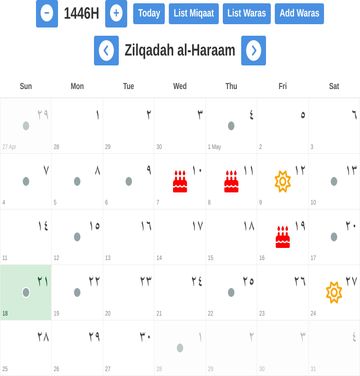 − 1446H + Today List Miqaat List Waras Add Waras
Zilqadah al-Haraam
Sun Mon Tue Wed Thu Fri Sat
٢٩ ١ ٢ ٣ ٤ ٥ ٦
27 Apr 28 29 30 1 May 2 3
٧ ٨ ٩ ١٠ ١١ ١٢ ١٣
4 5 6 7 8 9 10
١٤ ١٥ ١٦ ١٧ ١٨ ١٩ ٢٠
11 12 13 14 15 16 17
٢١ ٢٢ ٢٣ ٢٤ ٢٥ ٢٦ ٢٧
18 19 20 21 22 23 24
٢٨ ٢٩ ٣٠ ١ ٢ ٣ ٤
25 26 27 28 29 30 31